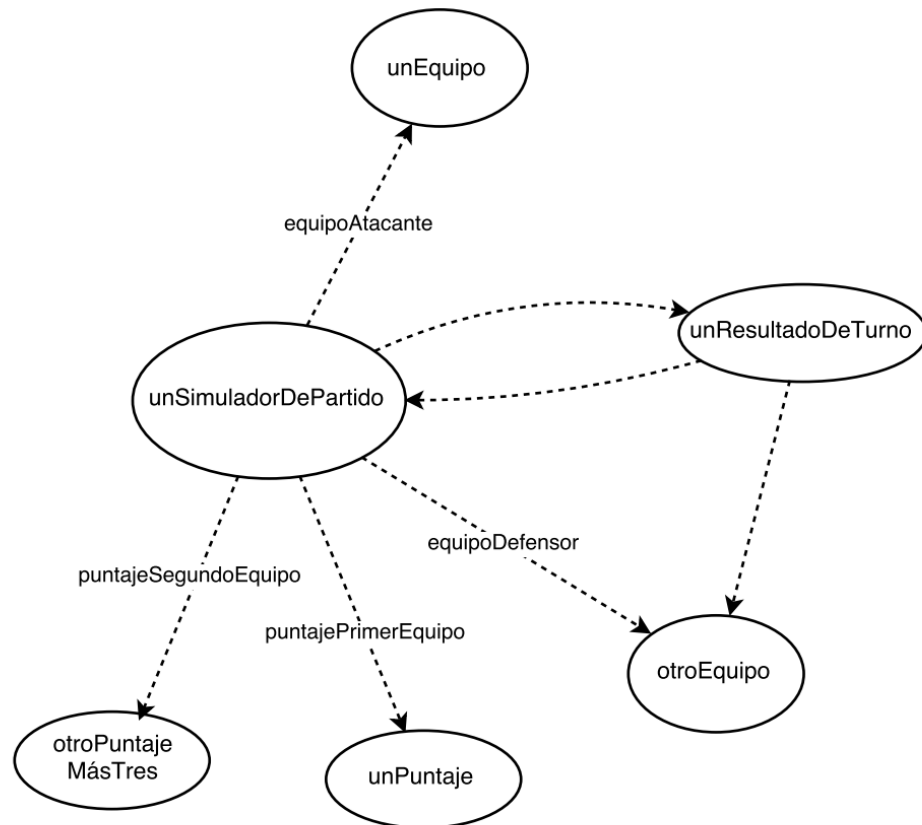 unEquipo
equipoAtacante
unResultadoDeTurno
unSimuladorDePartido
equipoDefensor
puntajeSegundoEquipo
puntajePrimerEquipo
otroEquipo
otroPuntaje
MásTres
unPuntaje